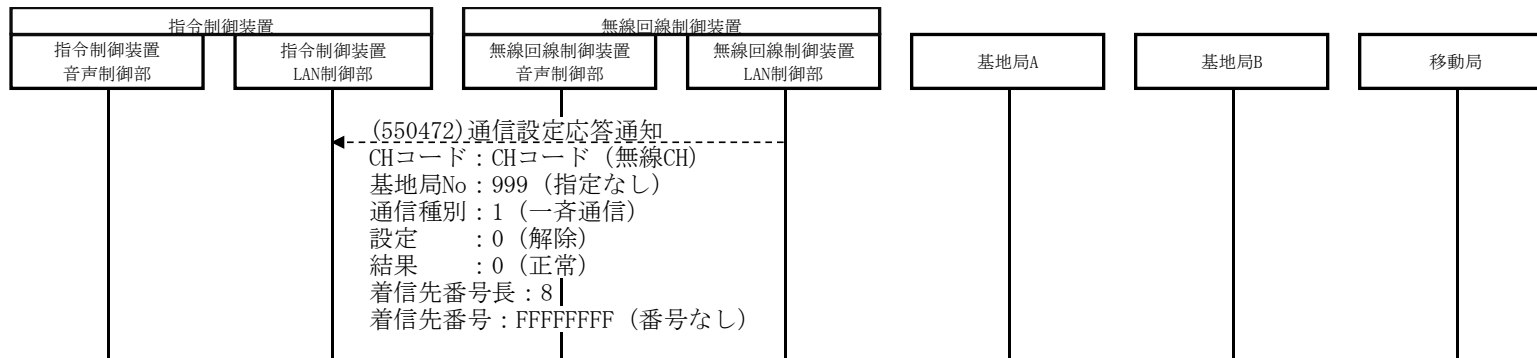 指令制御装置
無線回線制御装置
指令制御装置
音声制御部
指令制御装置
LAN制御部
無線回線制御装置
音声制御部
無線回線制御装置
LAN制御部
基地局A
基地局B
移動局
(550472)通信設定応答通知
CHコード：CHコード（無線CH）
基地局No：999（指定なし）
通信種別：1（一斉通信）
設定　　：0（解除）
結果　　：0（正常）
着信先番号長：8
着信先番号：FFFFFFFF（番号なし）